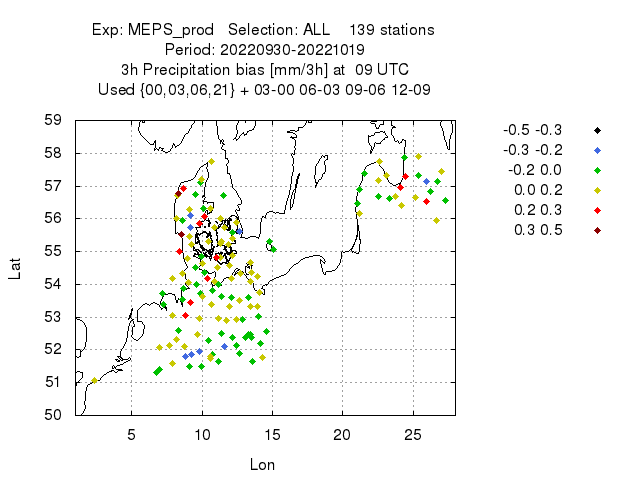 Exp: MEPS_prod   Selection: ALL    139 stations
Period: 20220930-20221019
3h Precipitation bias [mm/3h] at  09 UTC
Used {00,03,06,21} + 03-00 06-03 09-06 12-09
59
58
57
56
55
54
53
52
51
50
Lat
5 10 15 20 25
Lon
-0.5 -0.3
-0.3 -0.2
-0.2 0.0
0.0 0.2
0.2 0.3
0.3 0.5